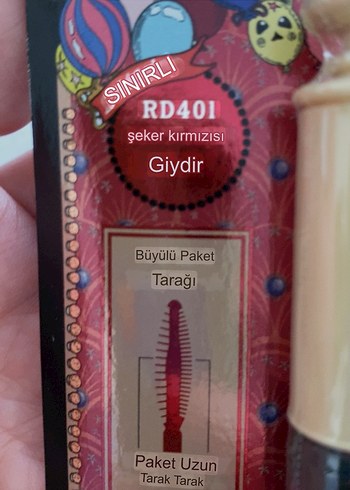 SINIRLI
RD401
şeker kırmızısı
Giydir
Büyülü Paket
Tarağı
Paket Uzun
Tarak Tarak